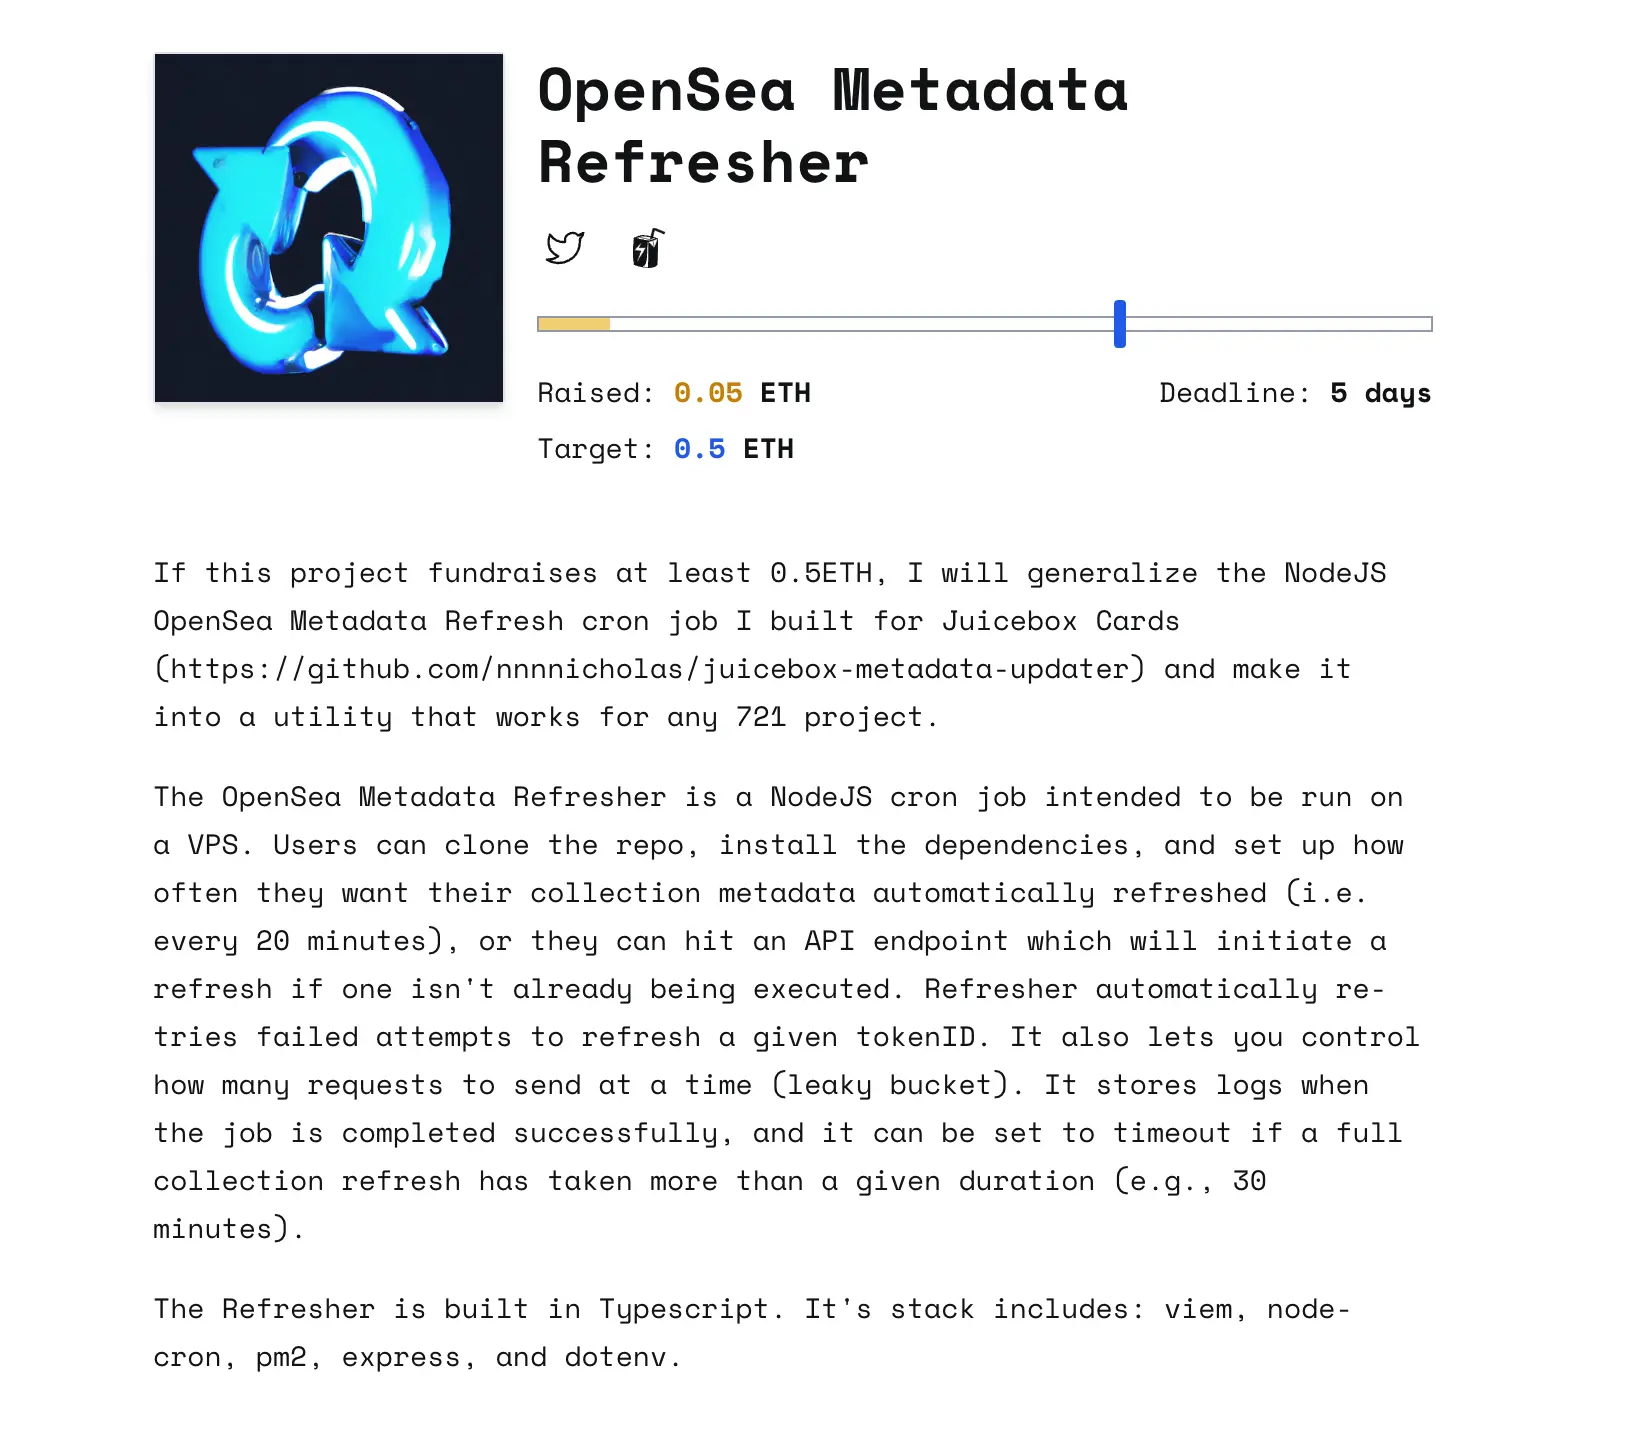 OpenSea Metadata
Refresher
Raised: 0.05 ETH
Deadline: 5 days
Target: 0.5 ETH
If this project fundraises at least 0.5ETH, I will generalize the NodeJS
OpenSea Metadata Refresh cron job I built for Juicebox Cards
(https://github.com/nnnnicholas/juicebox-metadata-updater) and make it
into a utility that works for any 721 project.
The OpenSea Metadata Refresher is a NodeJS cron job intended to be run on
a VPS. Users can clone the repo, install the dependencies, and set up how
often they want their collection metadata automatically refreshed (i.e.
every 20 minutes), or they can hit an API endpoint which will initiate a
refresh if one isn't already being executed. Refresher automatically re-
tries failed attempts to refresh a given tokenID. It also lets you control
how many requests to send at a time (leaky bucket). It stores logs when
the job is completed successfully, and it can be set to timeout if a full
collection refresh has taken more than a given duration (e.g., 30
minutes).
The Refresher is built in Typescript. It's stack includes: viem, node-
cron, pm2, express, and dotenv.